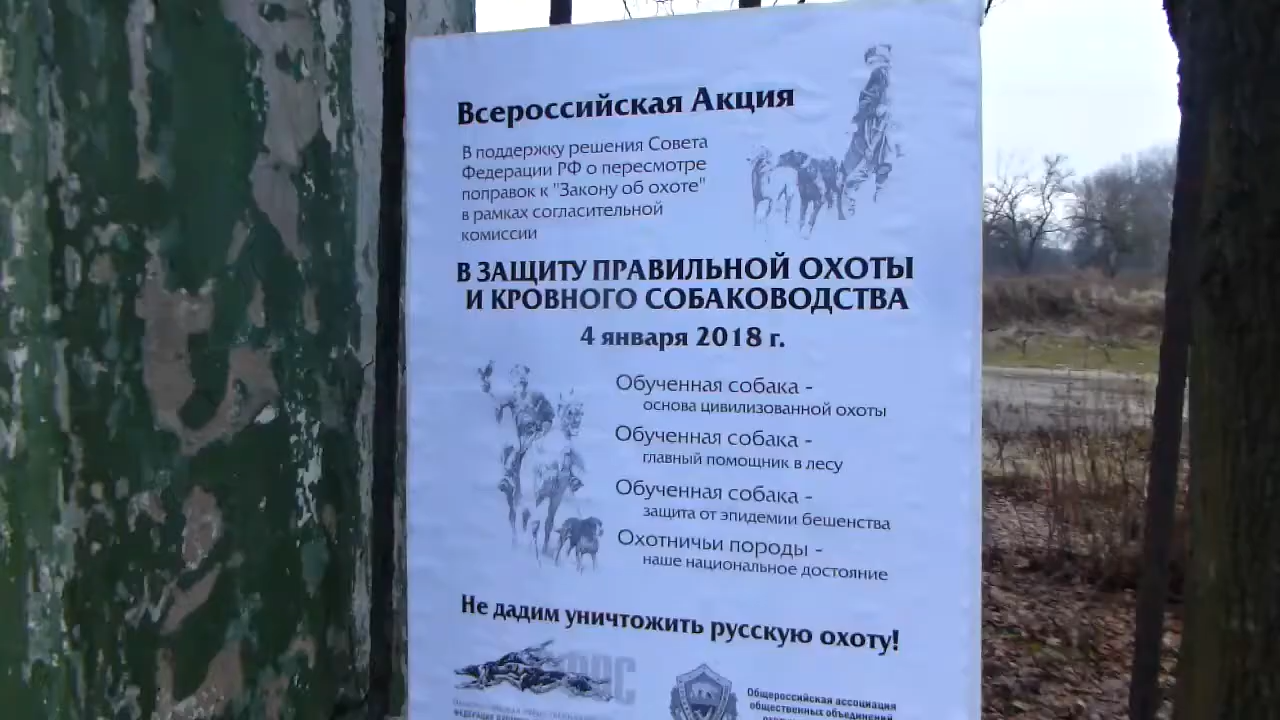 Всероссийская Акция
В поддержку решения Совета
Федерации РФ о пересмотре
поправок к "Закону об охоте"
в рамках согласительной
комиссии
В ЗАЩИТУ ПРАВИЛЬНОЙ ОХОТЫ
И КРОВНОГО СОБАКОВОДСТВА
4 января 2018 г.
Обученная собака -
основа цивилизованной охоты
Обученная собака -
главный помощник в лесу
Обученная собака -
защита от эпидемии бешенства
Охотничьи породы -
наше национальное достояние
Не дадим уничтожить русскую охоту!
Общероссийская ассоциация
общественных объединений